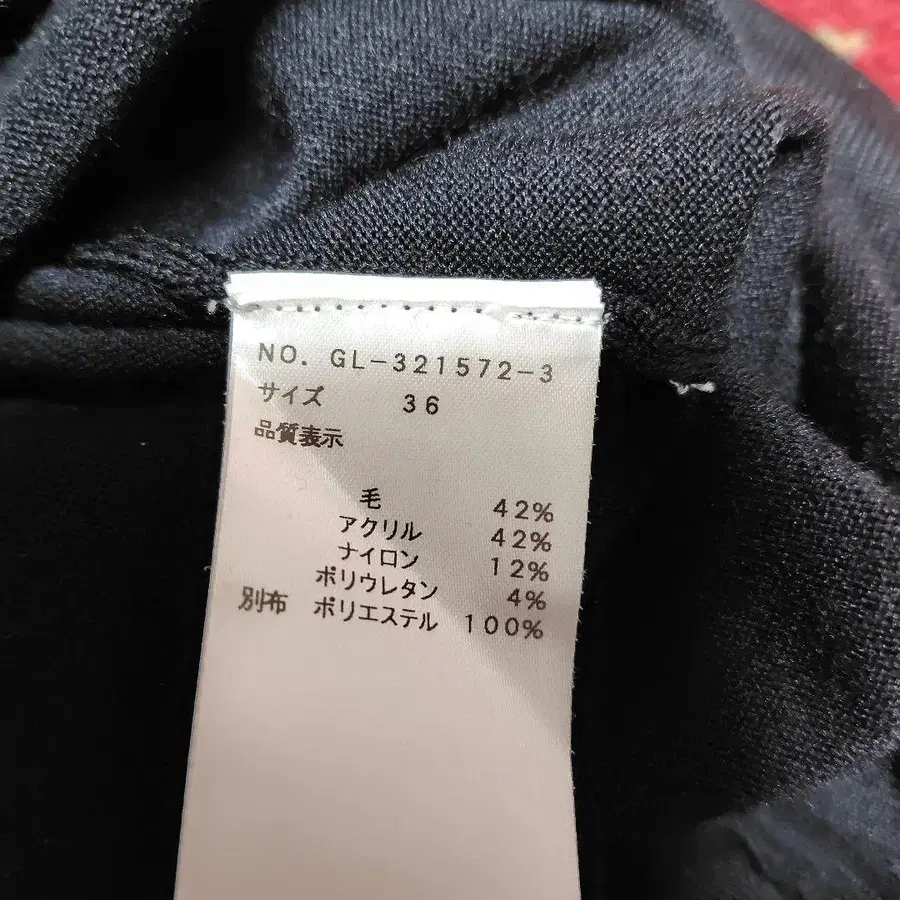 NO. GL-321572-3
サイズ 36
品質表示
毛 42%
アクリル 42%
ナイロン 12%
ポリウレタン 4%
別布 ポリエステル 100%